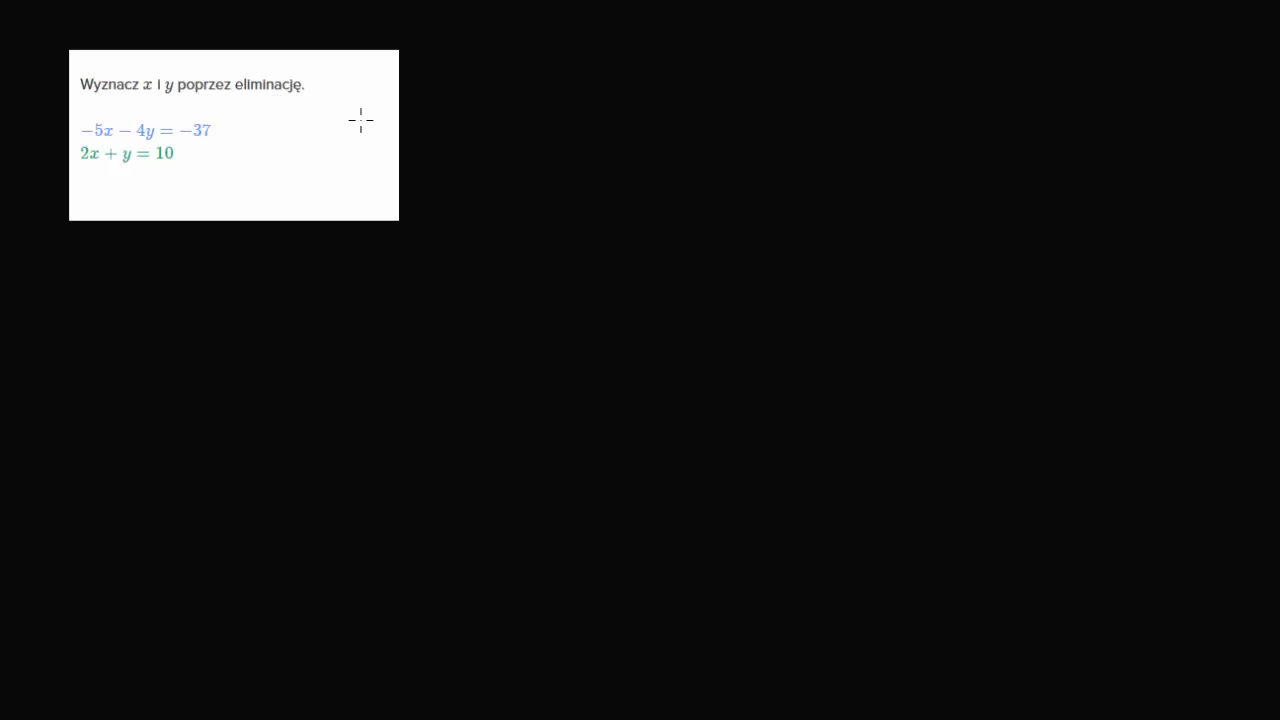 Wyznacz x i y poprzez eliminację.
−5x − 4y = −37
2x + y = 10